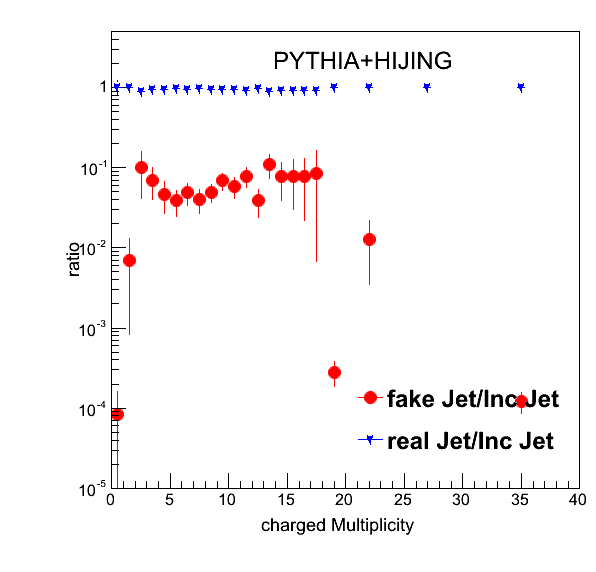 PYTHIA+HIJING
1
10-1
10-2
10-3
10-4
10-5
ratio
fake Jet/Inc Jet
real Jet/Inc Jet
0 5 10 15 20 25 30 35 40
charged Multiplicity